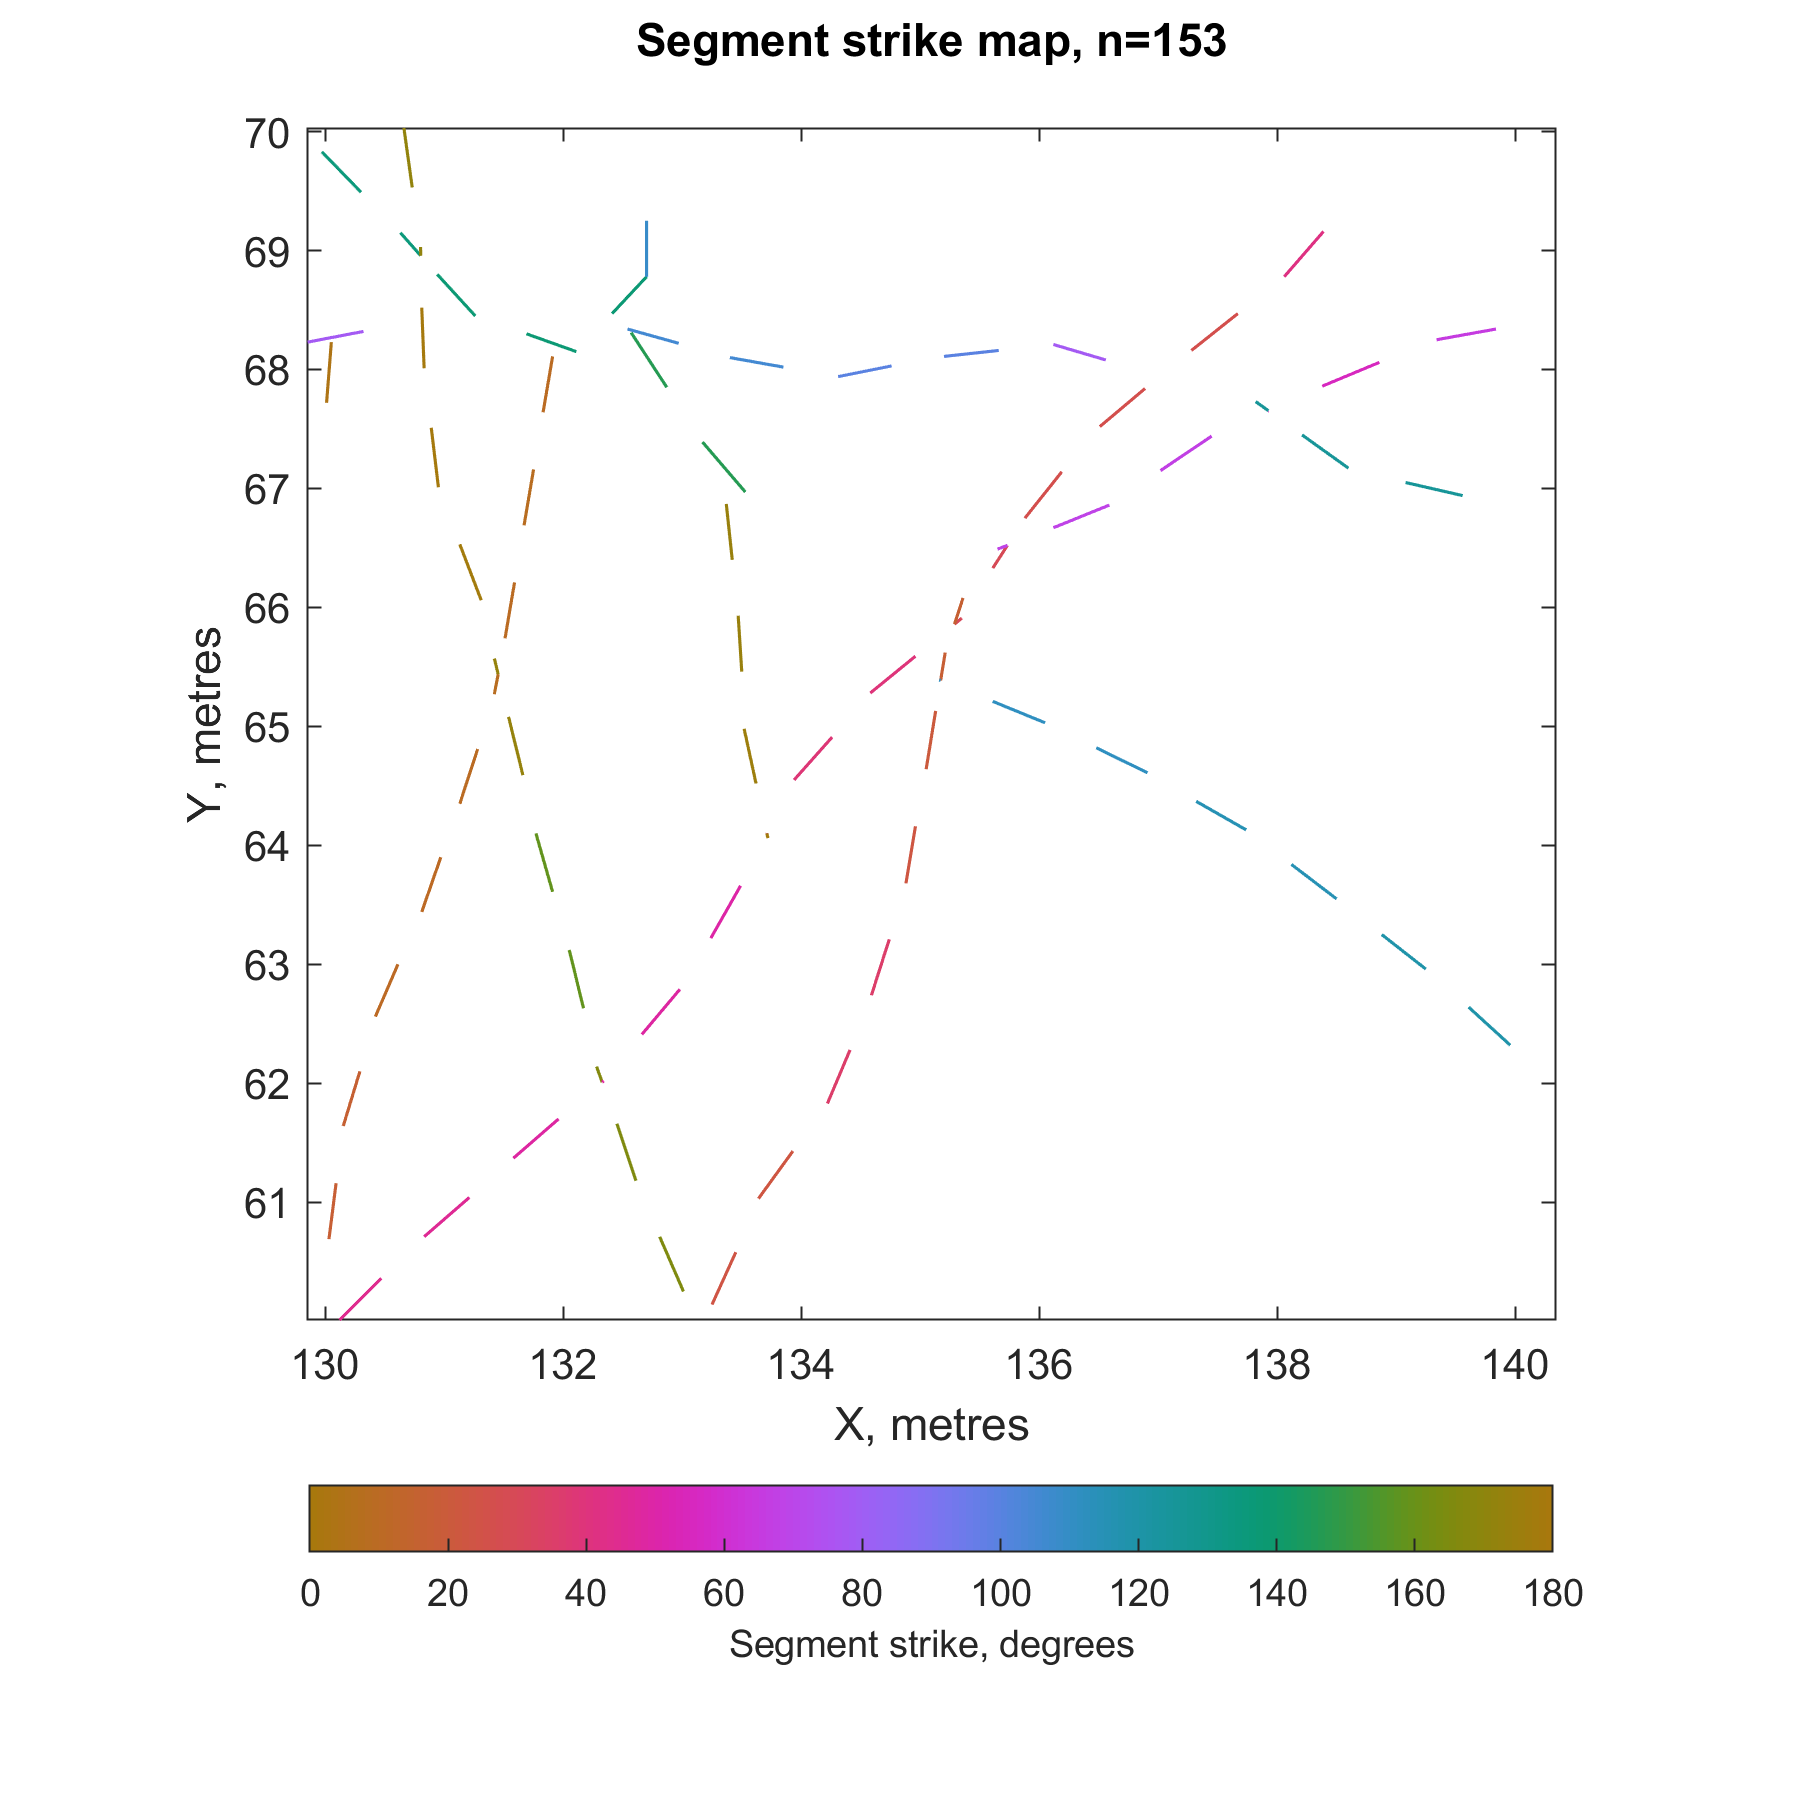 Segment strike map, n=153
70
69
68
67
66
65
64
63
62
61
Y, metres
130 132 134 136 138 140
X, metres
0 20 40 60 80 100 120 140 160 180
Segment strike, degrees